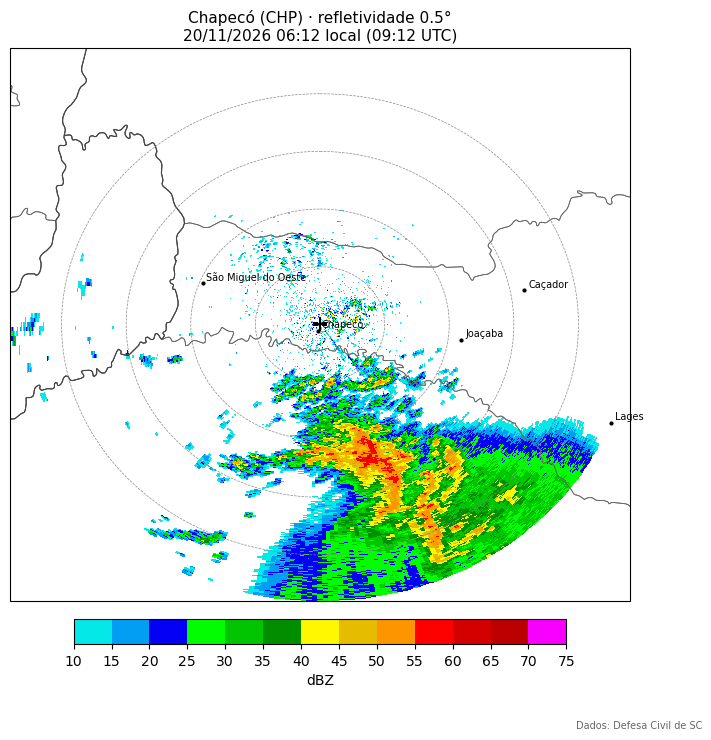 Chapecó (CHP) · refletividade 0.5°
20/11/2026 06:12 local (09:12 UTC)
São Miguel do Oeste
Caçador
Chapecó
Joaçaba
Lages
10 15 20 25 30 35 40 45 50 55 60 65 70 75
dBZ
Dados: Defesa Civil de SC